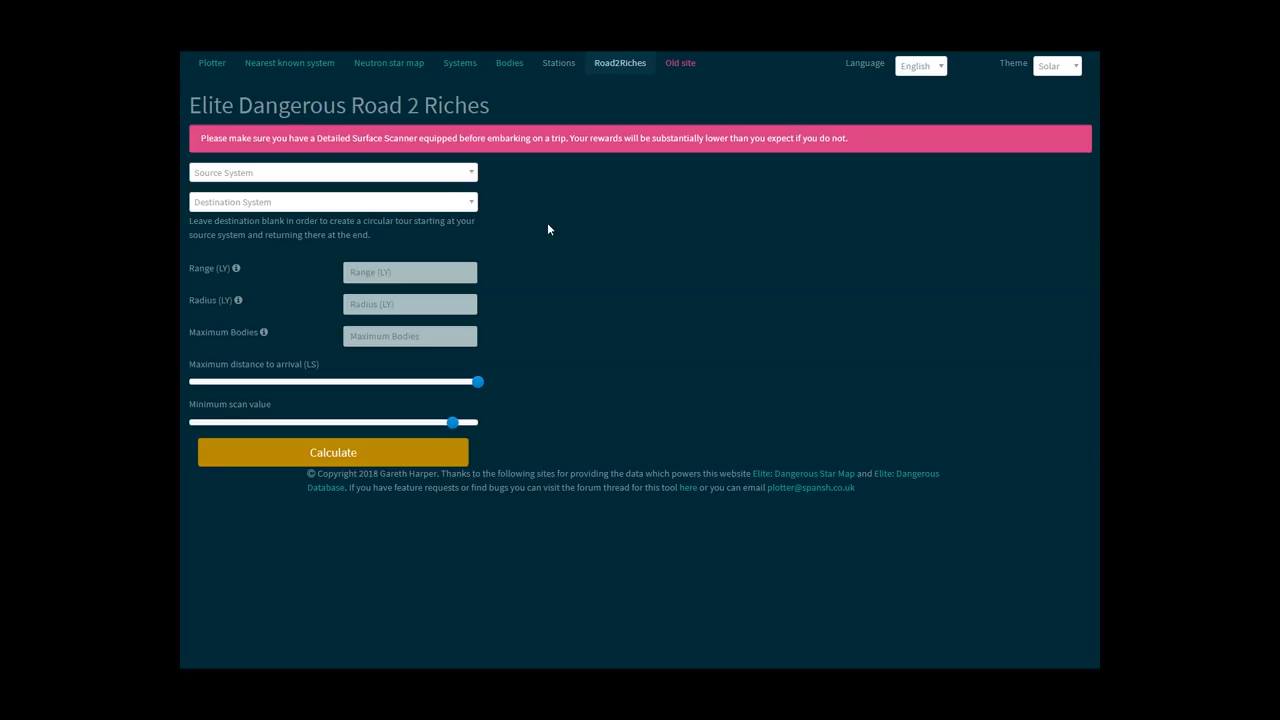 Plotter Nearest known system Neutron star map Systems Bodies Stations Road2Riches Old site Language English Theme Solar
Elite Dangerous Road 2 Riches
Please make sure you have a Detailed Surface Scanner equipped before embarking on a trip. Your rewards will be substantially lower than you expect if you do not.
Source System
Destination System
Leave destination blank in order to create a circular tour starting at your
source system and returning there at the end.
Range (LY) Range (LY)
Radius (LY) Radius (LY)
Maximum Bodies Maximum Bodies
Maximum distance to arrival (LS)
Minimum scan value
Calculate
© Copyright 2018 Gareth Harper. Thanks to the following sites for providing the data which powers this website Elite: Dangerous Star Map and Elite: Dangerous
Database. If you have feature requests or find bugs you can visit the forum thread for this tool here or you can email plotter@spansh.co.uk